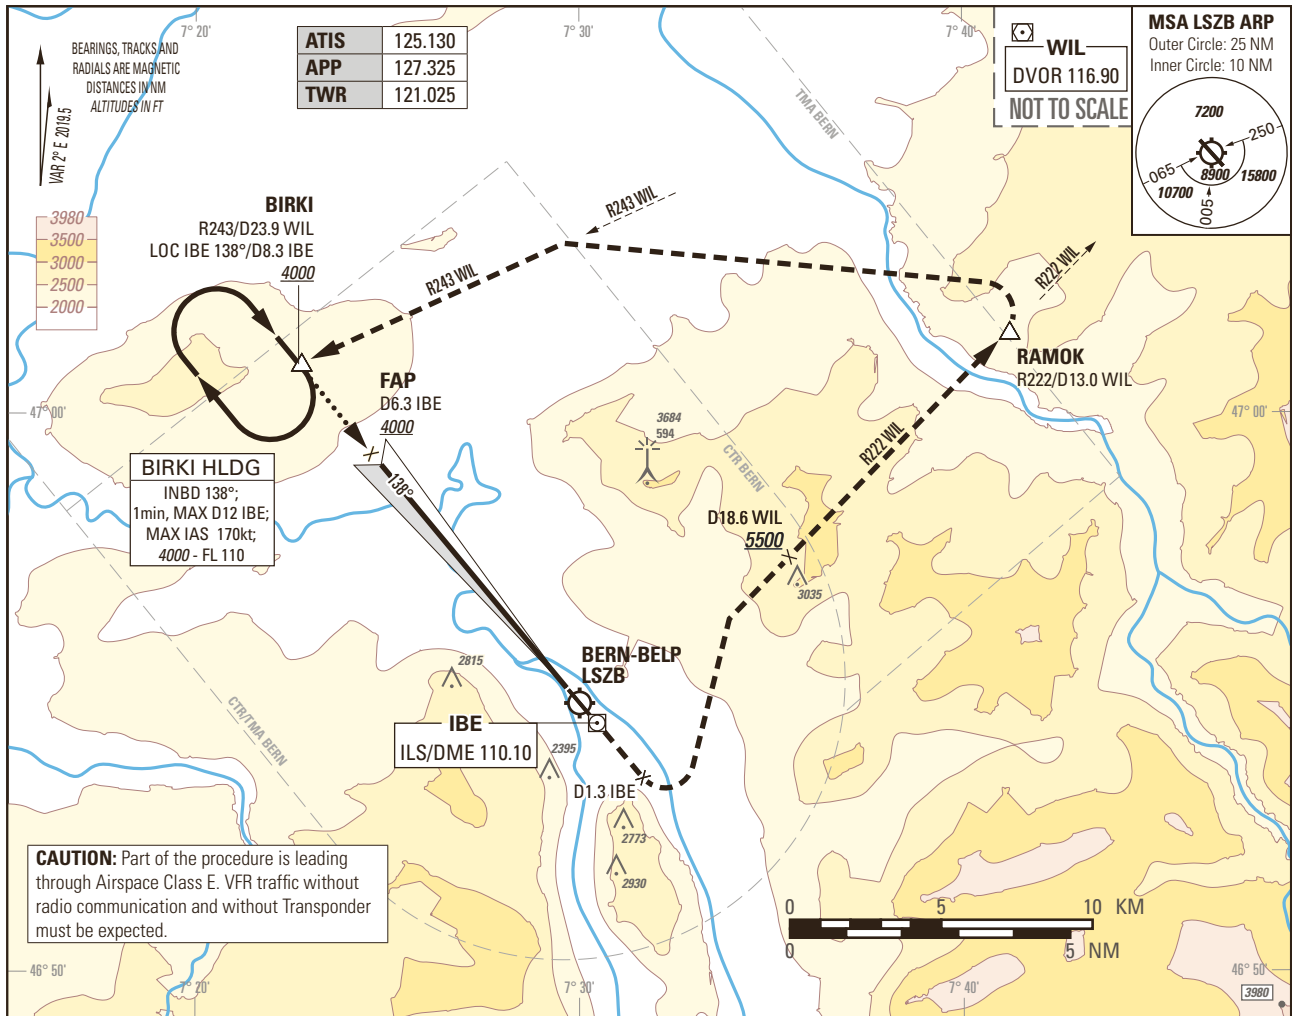 7° 20'
7° 30'
7° 40'
BEARINGS, TRACKS AND
RADIALS ARE MAGNETIC
DISTANCES IN NM
ALTITUDES IN FT
VAR 2° E 2019.5
ATIS 125.130
APP 127.325
TWR 121.025
WIL
DVOR 116.90
NOT TO SCALE
MSA LSZB ARP
Outer Circle: 25 NM
Inner Circle: 10 NM
7200
250
065
8900
15800
10700
005
TMA BERN
3980
3500
3000
2500
2000
BIRKI
R243/D23.9 WIL
LOC IBE 138°/D8.3 IBE
4000
R243 WIL
R243 WIL
R222 WIL
RAMOK
R222/D13.0 WIL
FAP
D6.3 IBE
4000
47° 00'
47° 00'
3684
594
CTR BERN
R222 WIL
138°
BIRKI HLDG
INBD 138°;
1min, MAX D12 IBE;
MAX IAS 170kt;
4000 - FL 110
D18.6 WIL
5500
3035
BERN-BELP
LSZB
2815
CTR/TMA BERN
IBE
ILS/DME 110.10
2395
D1.3 IBE
2773
2930
CAUTION: Part of the procedure is leading
through Airspace Class E. VFR traffic without
radio communication and without Transponder
must be expected.
0 5 10 KM
0 5 NM
46° 50'
46° 50'
7° 20'
7° 30'
7° 40'
3980